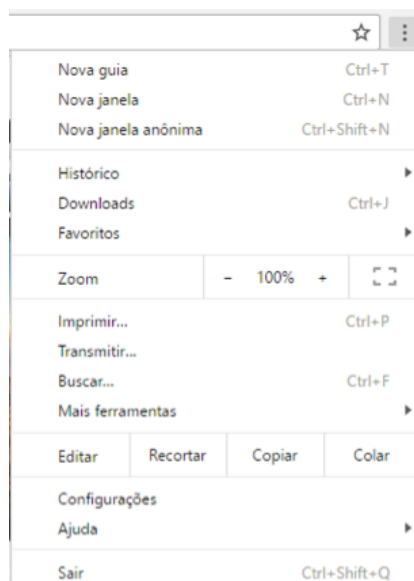 Nova guia Ctrl+T
Nova janela Ctrl+N
Nova janela anônima Ctrl+Shift+N
Histórico
Downloads Ctrl+J
Favoritos
Zoom - 100% +
Imprimir... Ctrl+P
Transmitir...
Buscar... Ctrl+F
Mais ferramentas
Editar Recortar Copiar Colar
Configurações
Ajuda
Sair Ctrl+Shift+Q